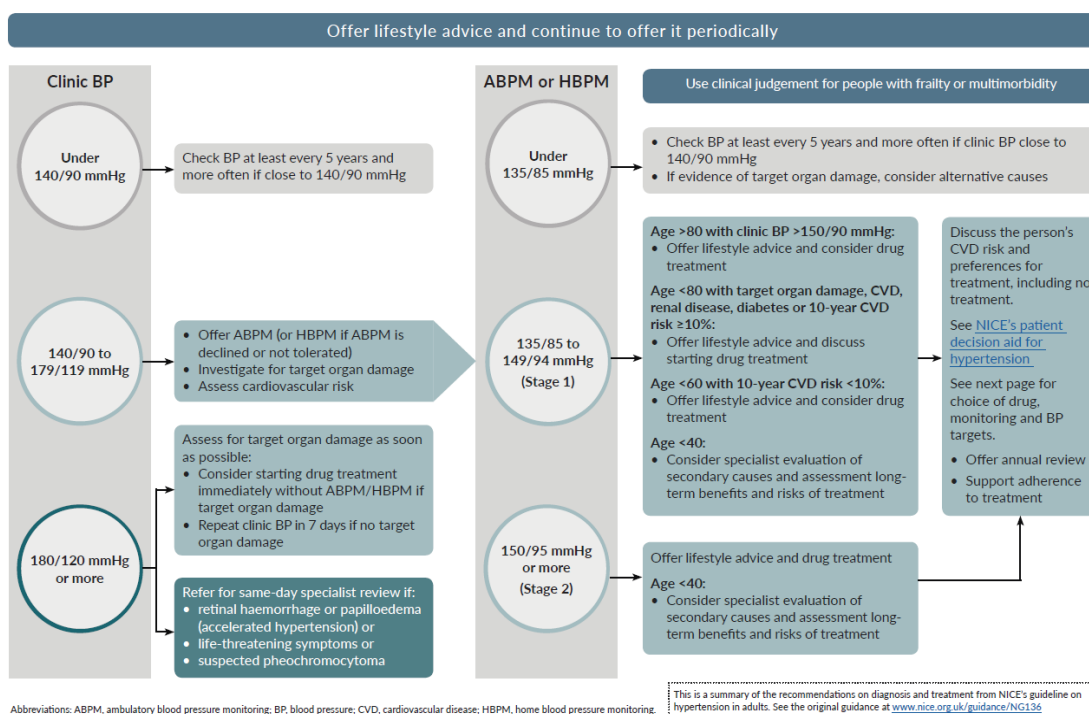 Offer lifestyle advice and continue to offer it periodically
Clinic BP
Under
140/90 mmHg
Check BP at least every 5 years and
more often if close to 140/90 mmHg
140/90 to
179/119 mmHg
• Offer ABPM (or HBPM if ABPM is
declined or not tolerated)
• Investigate for target organ damage
• Assess cardiovascular risk
180/120 mmHg
or more
Assess for target organ damage as soon
as possible:
• Consider starting drug treatment
immediately without ABPM/HBPM if
target organ damage
• Repeat clinic BP in 7 days if no target
organ damage
Refer for same-day specialist review if:
• retinal haemorrhage or papilloedema
(accelerated hypertension) or
• life-threatening symptoms or
• suspected pheochromocytoma
ABPM or HBPM
Use clinical judgement for people with frailty or multimorbidity
Under
135/85 mmHg
• Check BP at least every 5 years and more often if clinic BP close to
140/90 mmHg
• If evidence of target organ damage, consider alternative causes
135/85 to
149/94 mmHg
(Stage 1)
Age >80 with clinic BP >150/90 mmHg:
• Offer lifestyle advice and consider drug
treatment
Age <80 with target organ damage, CVD,
renal disease, diabetes or 10-year CVD
risk ≥10%:
• Offer lifestyle advice and discuss
starting drug treatment
Age <60 with 10-year CVD risk <10%:
• Offer lifestyle advice and consider drug
treatment
Age <40:
• Consider specialist evaluation of
secondary causes and assessment long-
term benefits and risks of treatment
Discuss the person's
CVD risk and
preferences for
treatment, including no
treatment.
See NICE's patient
decision aid for
hypertension
See next page for
choice of drug,
monitoring and BP
targets.
• Offer annual review
• Support adherence
to treatment
150/95 mmHg
or more
(Stage 2)
Offer lifestyle advice and drug treatment
Age <40:
• Consider specialist evaluation of
secondary causes and assessment long-
term benefits and risks of treatment
Abbreviations: ABPM, ambulatory blood pressure monitoring; BP, blood pressure; CVD, cardiovascular disease; HBPM, home blood pressure monitoring.
This is a summary of the recommendations on diagnosis and treatment from NICE's guideline on
hypertension in adults. See the original guidance at www.nice.org.uk/guidance/NG136